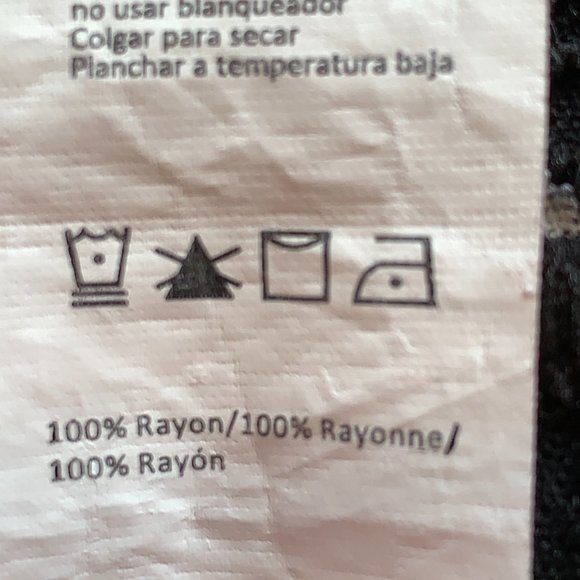 no usar blanqueador
Colgar para secar
Planchar a temperatura baja
100% Rayon/100% Rayonne/
100% Rayón